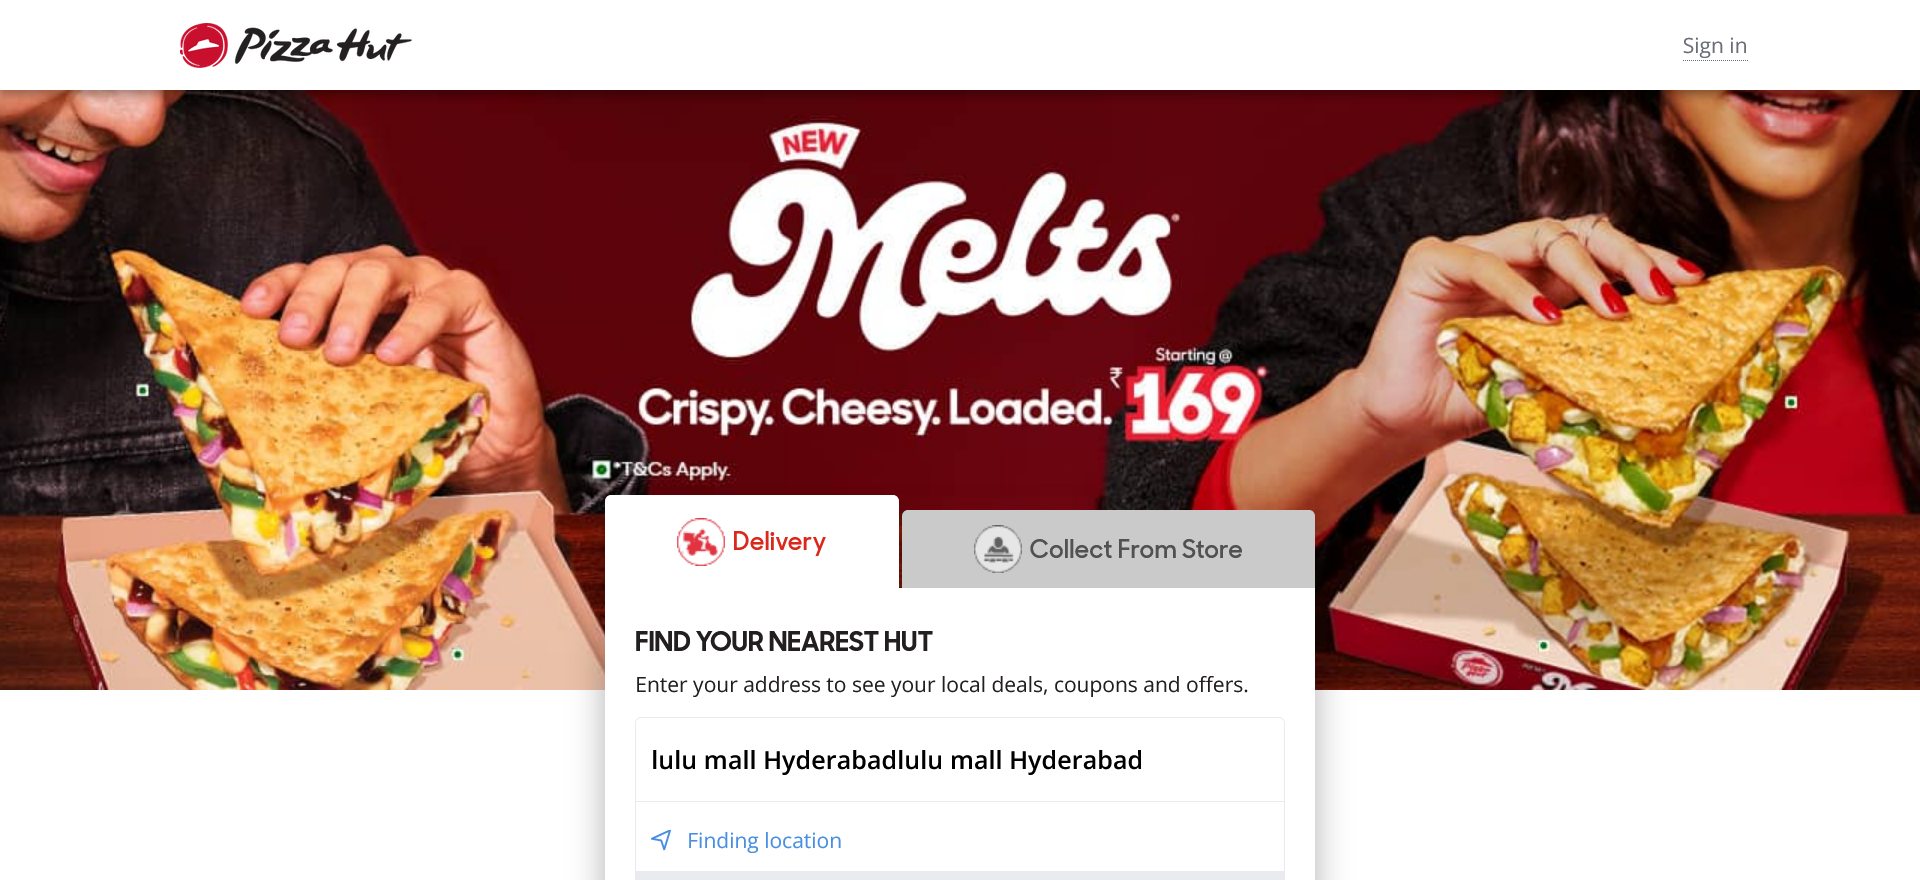 Pizza Hut
Sign in
NEW
Melts
Starting @
Crispy. Cheesy. Loaded. ₹169*
*T&Cs Apply.
Delivery
Collect From Store
FIND YOUR NEAREST HUT
Enter your address to see your local deals, coupons and offers.
lulu mall Hyderabadlulu mall Hyderabad
Finding location